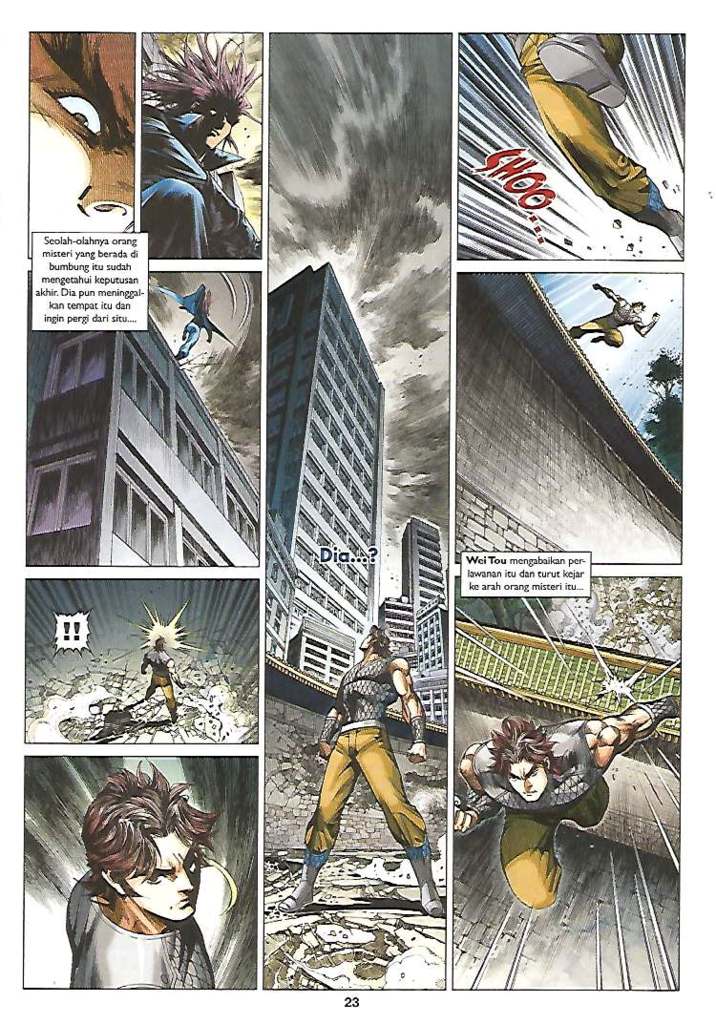 Seolah-olahnya orang
misteri yang berada di
bumbung itu sudah
mengetahui keputusan
akhir. Dia pun meninggal-
kan tempat itu dan
ingin pergi dari situ....
!!
Dia...?
SHOO...
Wei Tou mengabaikan per-
lawanan itu dan turut kejar
ke arah orang misteri itu...
23